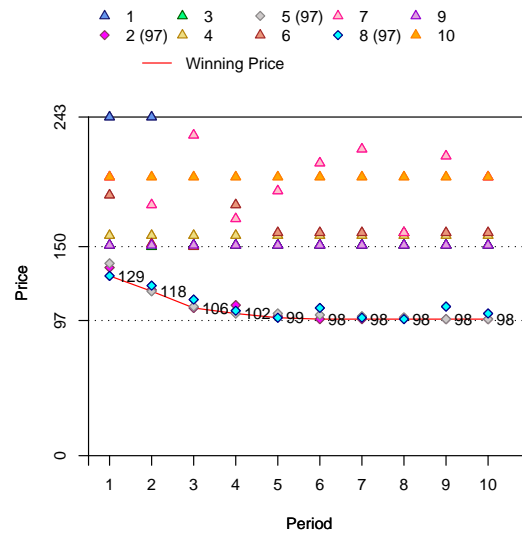 1 3 5 (97) 7 9
2 (97) 4 6 8 (97) 10
Winning Price
243
150
97
0
Price
129 118 106 102 99 98 98 98 98 98
1 2 3 4 5 6 7 8 9 10
Period